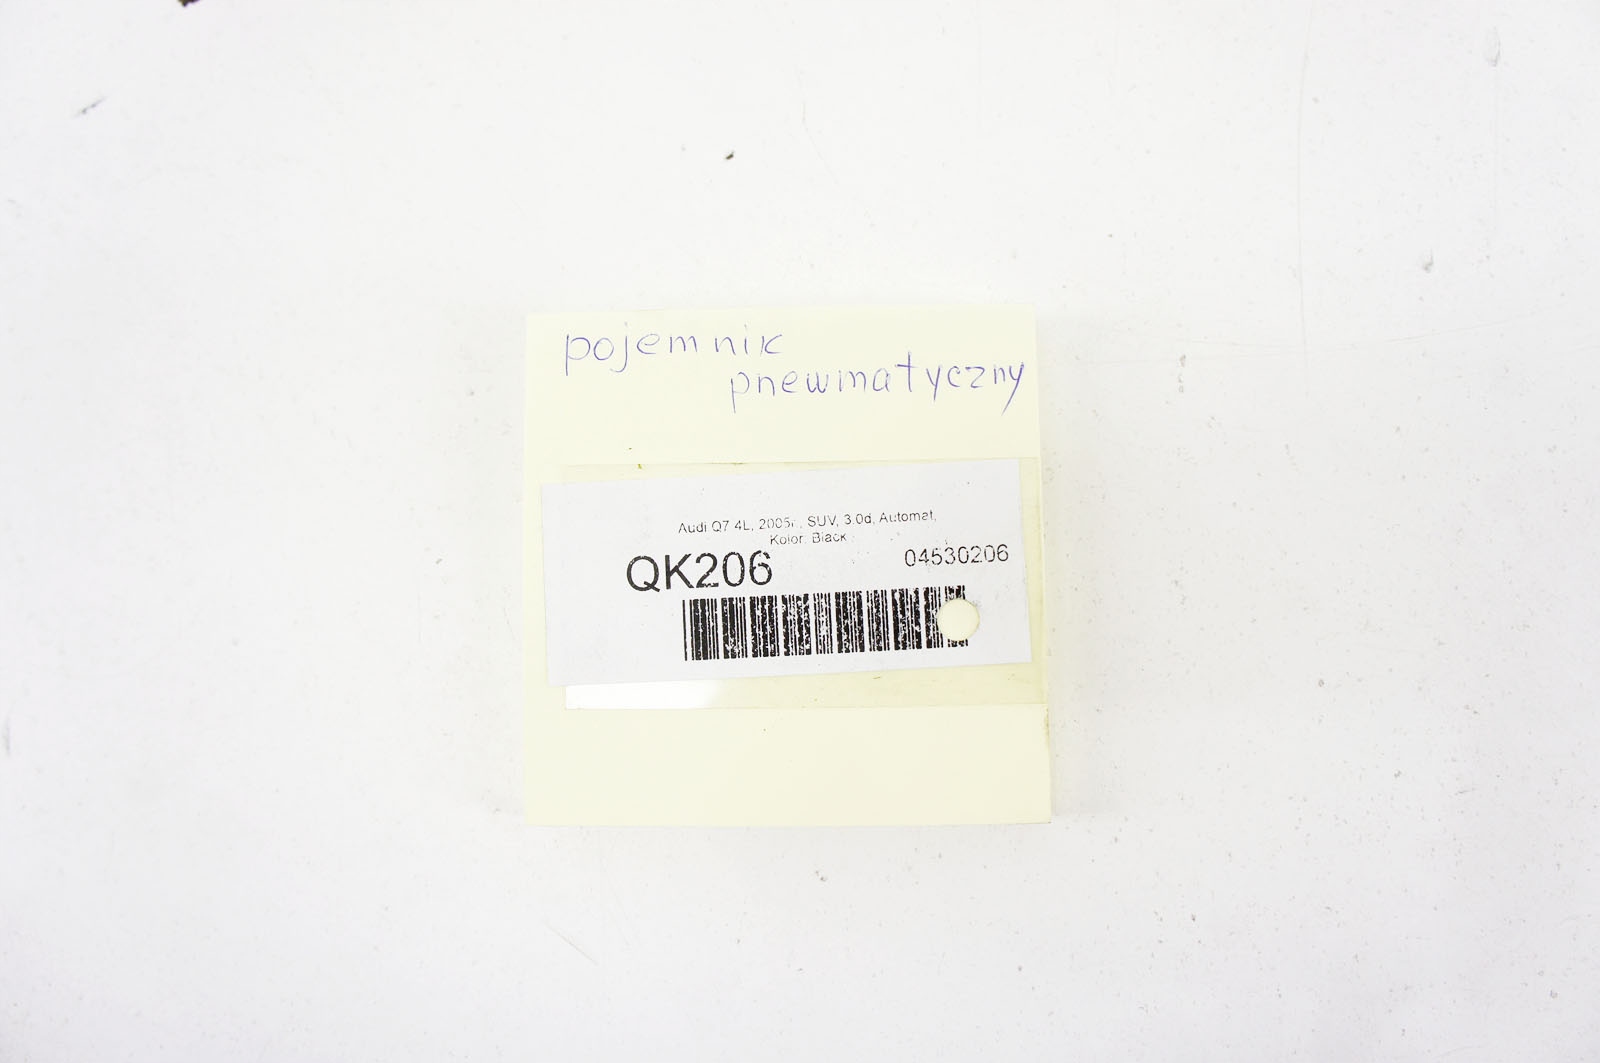 pojemnik
pnewmatyczny
Audi Q7 4L, 2005r., SUV, 3.0d, Automat,
Kolor: Black
QK206
04530206